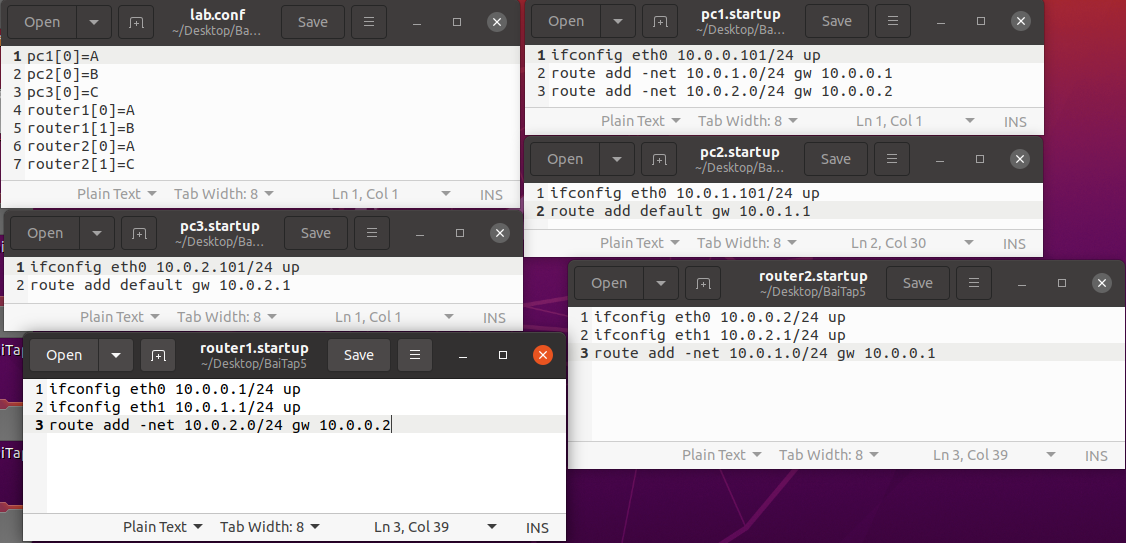 Open
lab.conf
~/Desktop/Ba...
Save
1 pc1[0]=A
2 pc2[0]=B
3 pc3[0]=C
4 router1[0]=A
5 router1[1]=B
6 router2[0]=A
7 router2[1]=C
Plain Text Tab Width: 8 Ln 1, Col 1 INS
Open
pc1.startup
~/Desktop/Ba...
Save
1 ifconfig eth0 10.0.0.101/24 up
2 route add -net 10.0.1.0/24 gw 10.0.0.1
3 route add -net 10.0.2.0/24 gw 10.0.0.2
Plain Text Tab Width: 8 Ln 1, Col 1 INS
Open
pc2.startup
~/Desktop/Ba...
Save
1 ifconfig eth0 10.0.1.101/24 up
2 route add default gw 10.0.1.1
Plain Text Tab Width: 8 Ln 2, Col 30 INS
Open
pc3.startup
~/Desktop/Ba...
Save
1 ifconfig eth0 10.0.2.101/24 up
2 route add default gw 10.0.2.1
Plain Text Tab Width: 8 Ln 1, Col 1 INS
Open
router2.startup
~/Desktop/BaiTap5
Save
1 ifconfig eth0 10.0.0.2/24 up
2 ifconfig eth1 10.0.2.1/24 up
3 route add -net 10.0.1.0/24 gw 10.0.0.1
Plain Text Tab Width: 8 Ln 3, Col 39 INS
Open
router1.startup
~/Desktop/BaiTap5
Save
1 ifconfig eth0 10.0.0.1/24 up
2 ifconfig eth1 10.0.1.1/24 up
3 route add -net 10.0.2.0/24 gw 10.0.0.2
Plain Text Tab Width: 8 Ln 3, Col 39 INS
iTap
iTap